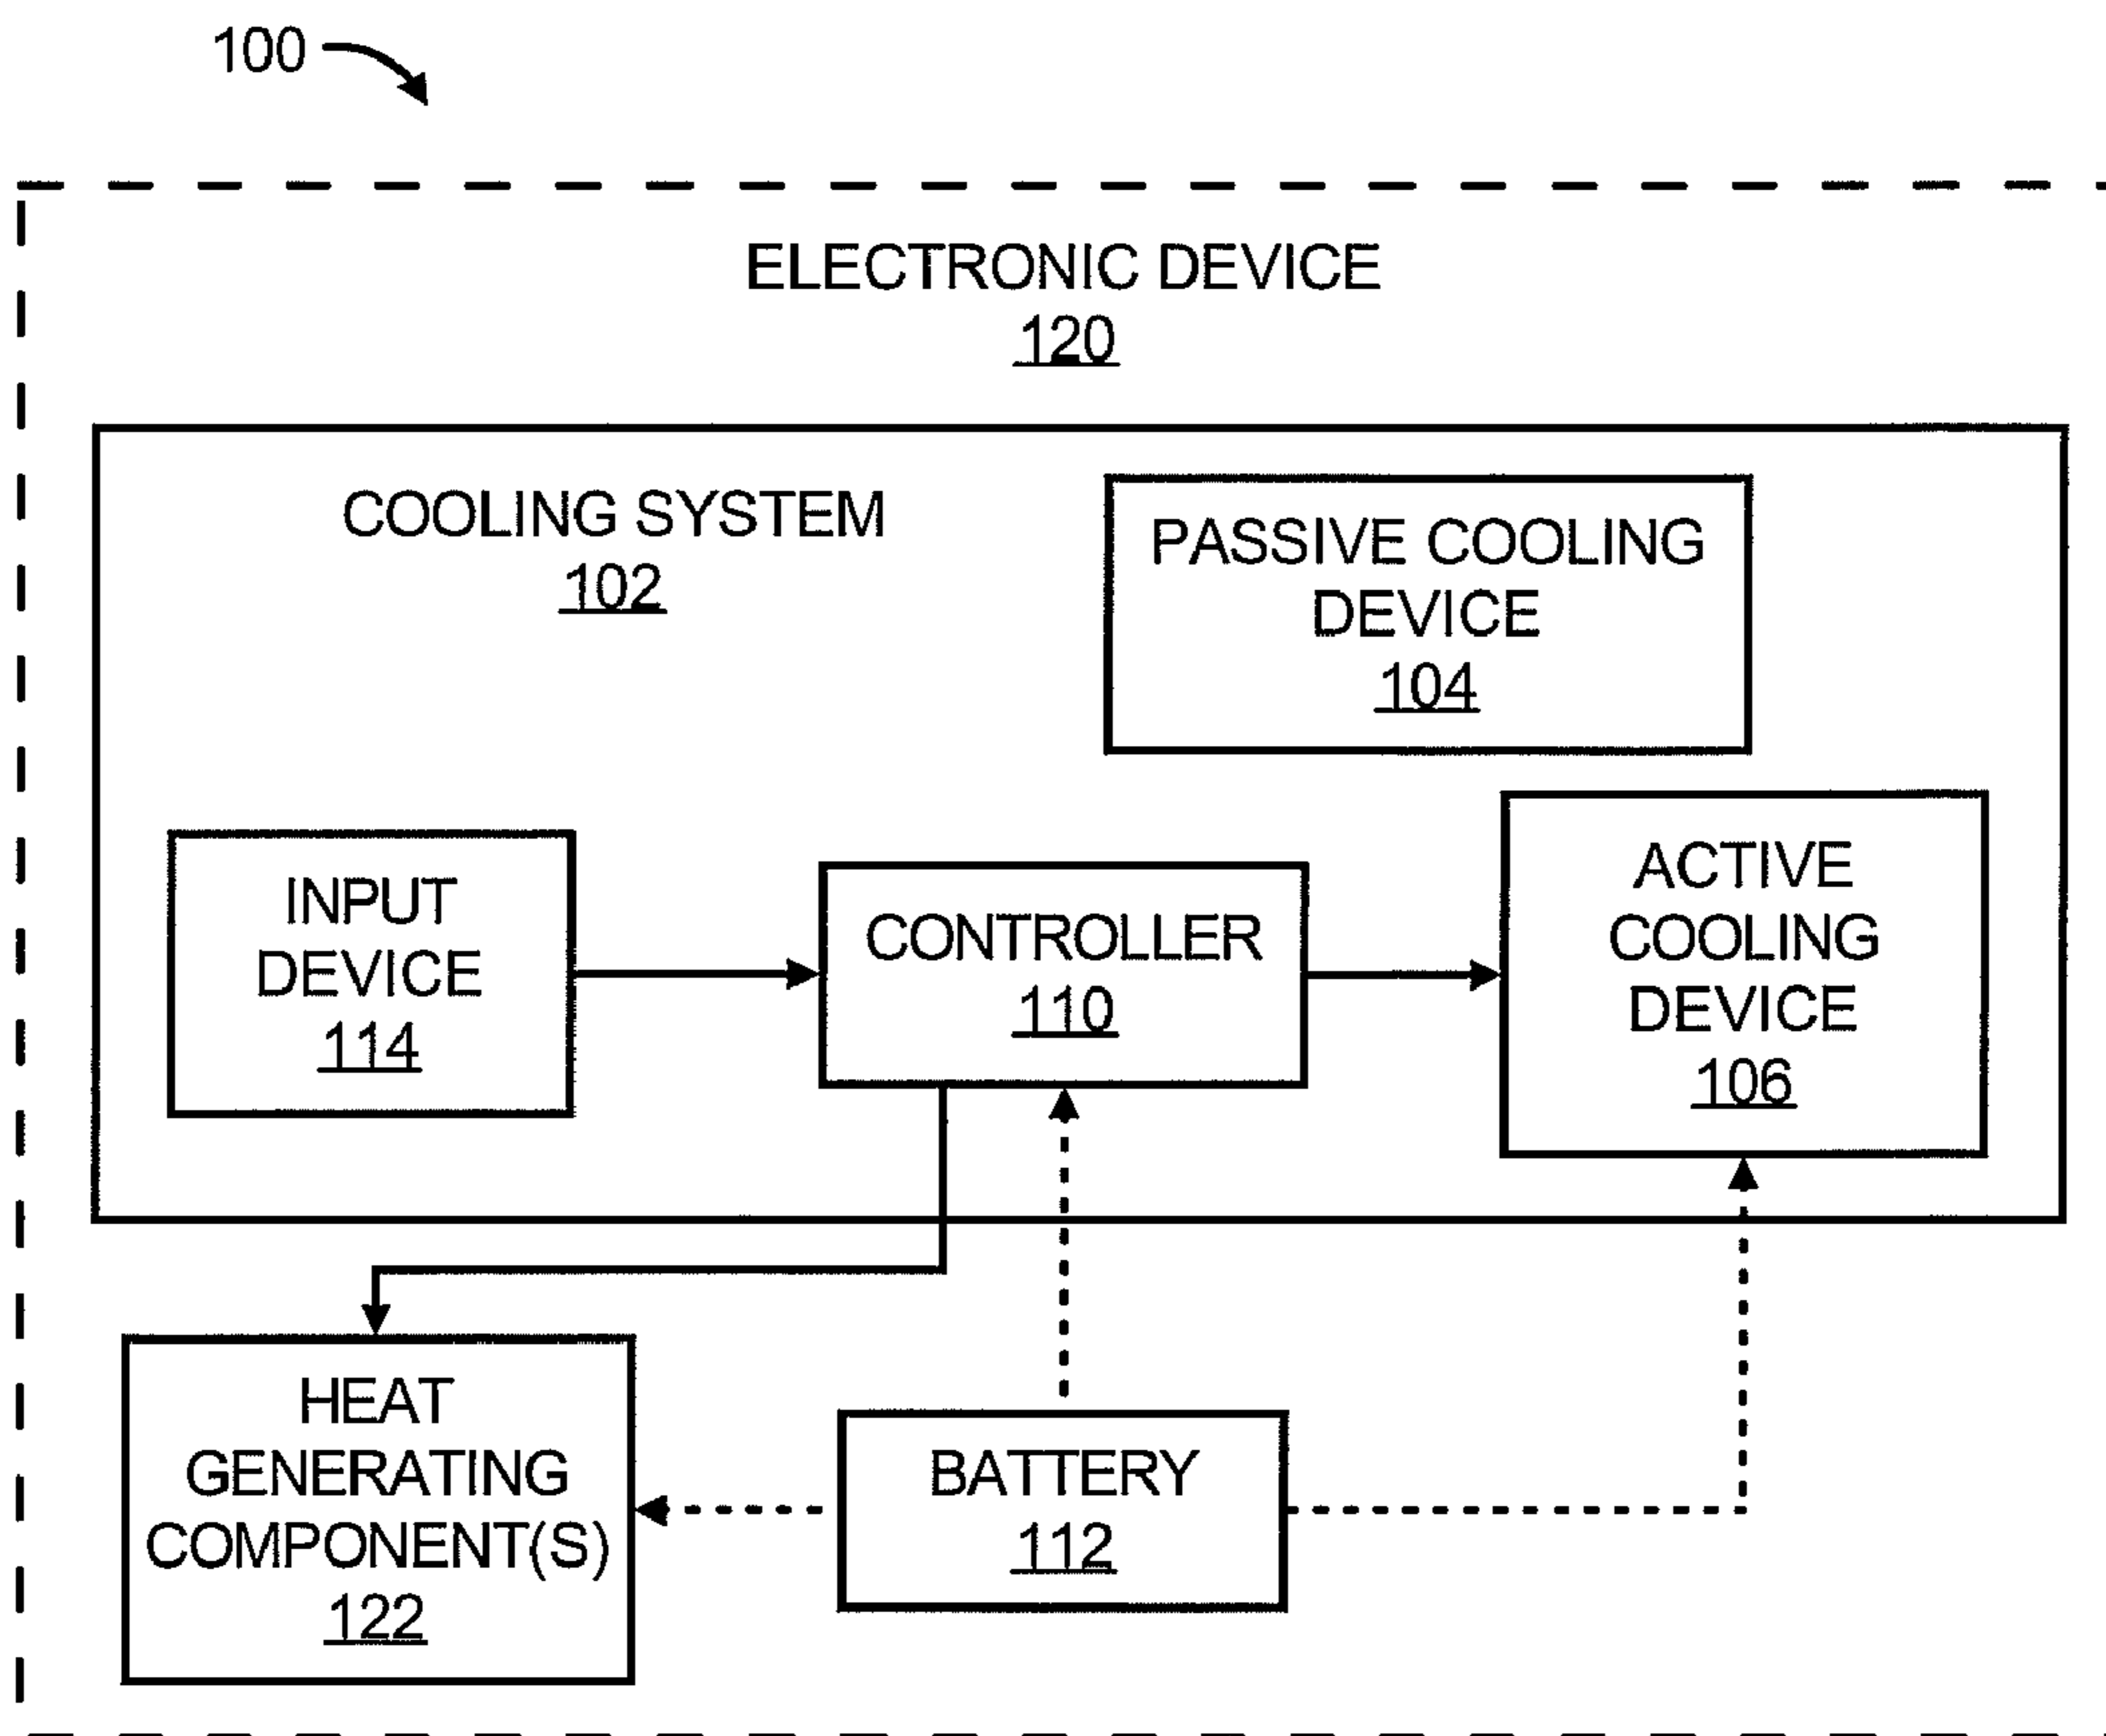 100
ELECTRONIC DEVICE
120
COOLING SYSTEM
102
PASSIVE COOLING
DEVICE
104
INPUT
DEVICE
114
CONTROLLER
110
ACTIVE
COOLING
DEVICE
106
HEAT
GENERATING
COMPONENT(S)
122
BATTERY
112